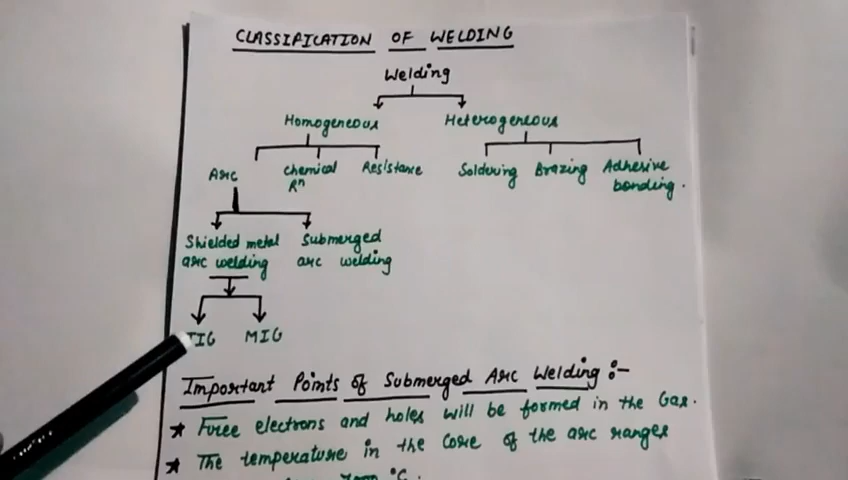 CLASSIFICATION OF WELDING
Welding
Homogeneous Heterogeneous
Arc Chemical Rⁿ Resistance Soldering Brazing Adhesive bonding.
Shielded metal arc welding Submerged arc welding
TIG MIG
Important Points of Submerged Arc Welding :-
★ Free electrons and holes will be formed in the Gas.
★ The temperature in the Core of the arc ranges
°C.